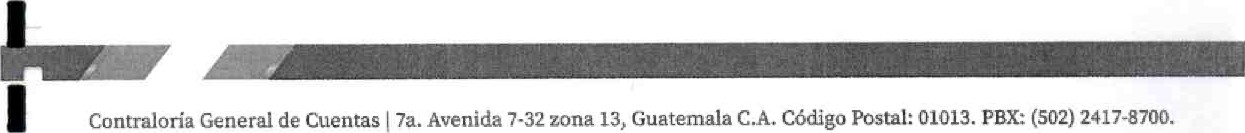 Contraloría General de Cuentas | 7a. Avenida 7-32 zona 13, Guatemala C.A. Código Postal: 01013. PBX: (502) 2417-8700.